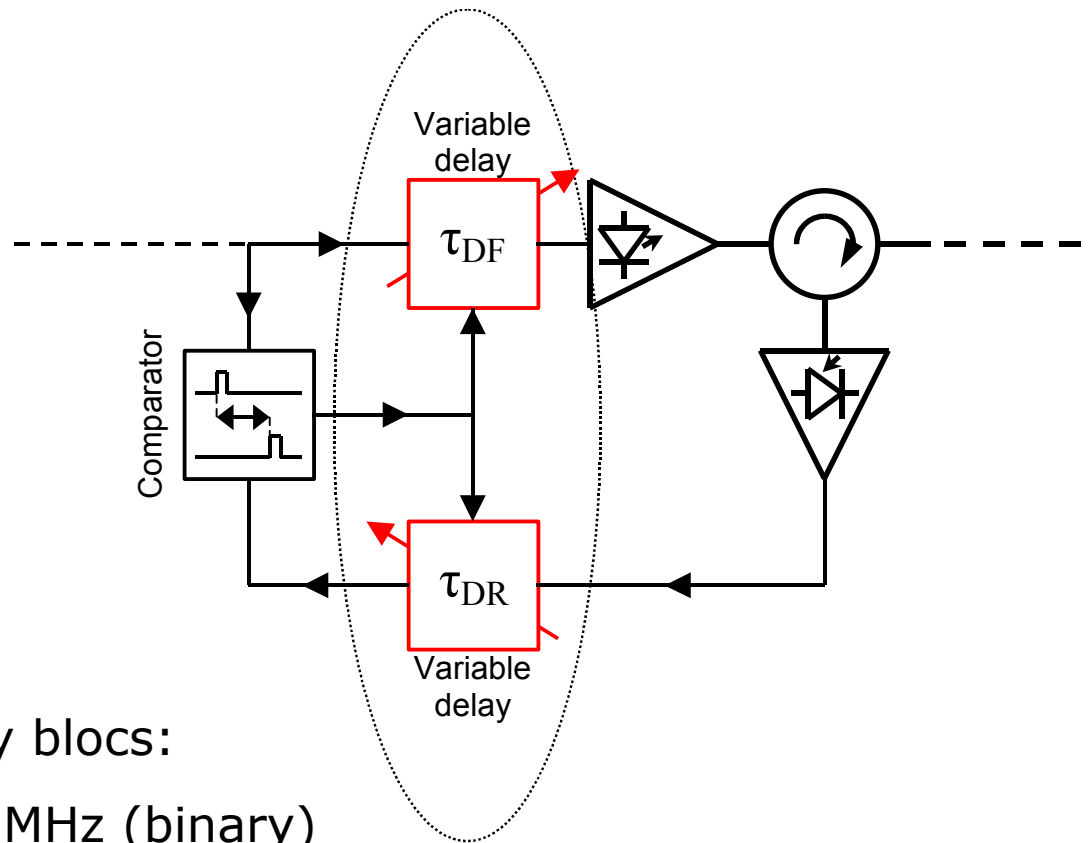 Variable
delay
τDF
Comparator
τDR
Variable
delay
blocs:
MHz (binary)